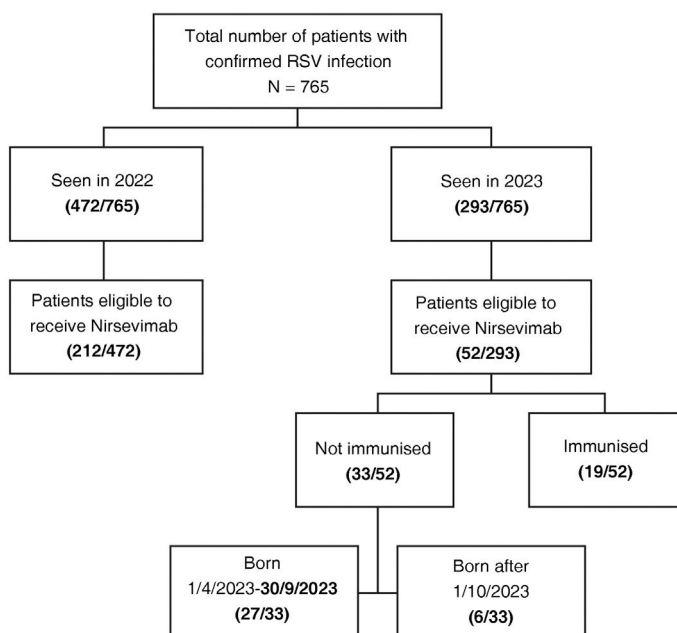 Total number of patients with
confirmed RSV infection
N = 765
Seen in 2022
(472/765)
Seen in 2023
(293/765)
Patients eligible to
receive Nirsevimab
(212/472)
Patients eligible to
receive Nirsevimab
(52/293)
Not immunised
(33/52)
Immunised
(19/52)
Born
1/4/2023-30/9/2023
(27/33)
Born after
1/10/2023
(6/33)